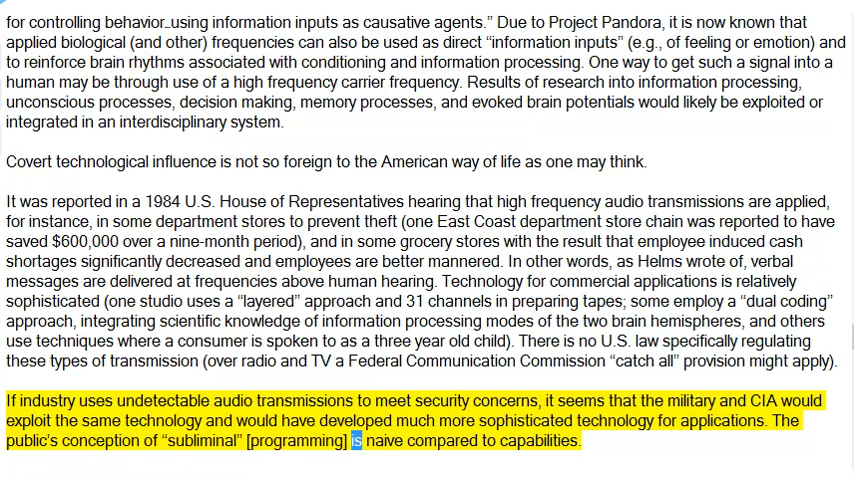 for controlling behavior_using information inputs as causative agents.” Due to Project Pandora, it is now known that
applied biological (and other) frequencies can also be used as direct “information inputs” (e.g., of feeling or emotion) and
to reinforce brain rhythms associated with conditioning and information processing. One way to get such a signal into a
human may be through use of a high frequency carrier frequency. Results of research into information processing,
unconscious processes, decision making, memory processes, and evoked brain potentials would likely be exploited or
integrated in an interdisciplinary system.
Covert technological influence is not so foreign to the American way of life as one may think.
It was reported in a 1984 U.S. House of Representatives hearing that high frequency audio transmissions are applied,
for instance, in some department stores to prevent theft (one East Coast department store chain was reported to have
saved $600,000 over a nine-month period), and in some grocery stores with the result that employee induced cash
shortages significantly decreased and employees are better mannered. In other words, as Helms wrote of, verbal
messages are delivered at frequencies above human hearing. Technology for commercial applications is relatively
sophisticated (one studio uses a “layered” approach and 31 channels in preparing tapes; some employ a “dual coding”
approach, integrating scientific knowledge of information processing modes of the two brain hemispheres, and others
use techniques where a consumer is spoken to as a three year old child). There is no U.S. law specifically regulating
these types of transmission (over radio and TV a Federal Communication Commission “catch all” provision might apply).
If industry uses undetectable audio transmissions to meet security concerns, it seems that the military and CIA would
exploit the same technology and would have developed much more sophisticated technology for applications. The
public’s conception of “subliminal” [programming] is naive compared to capabilities.